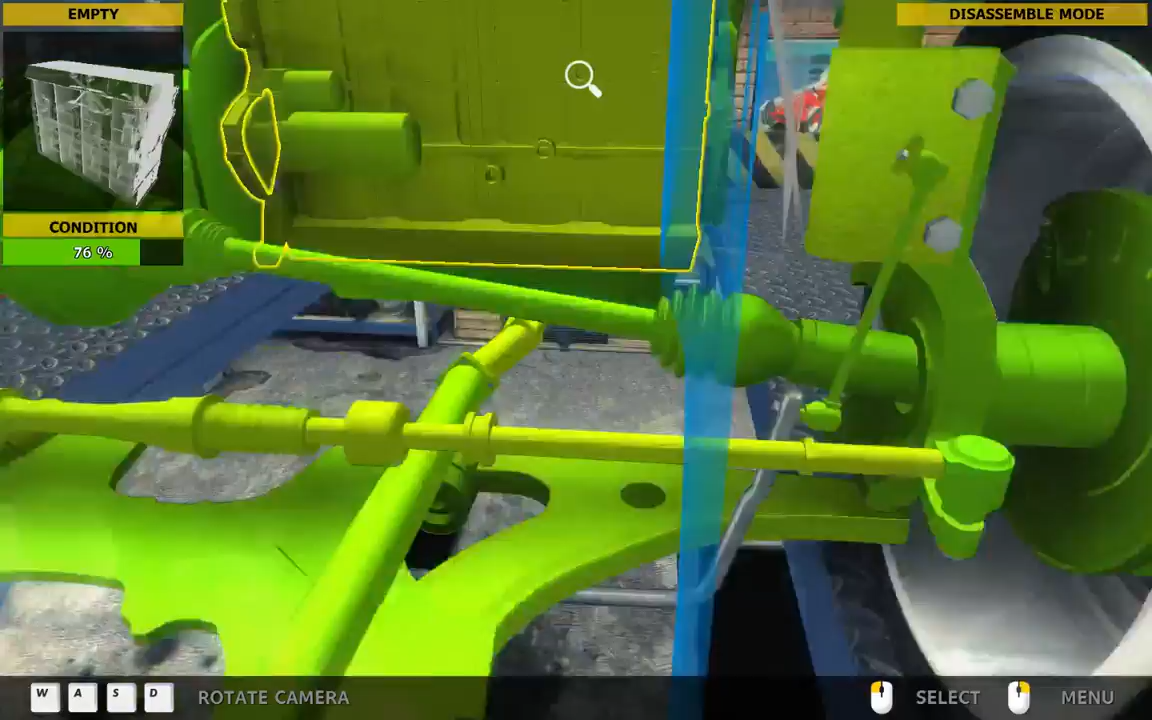 EMPTY
DISASSEMBLE MODE
CONDITION
76 %
W A S D ROTATE CAMERA
SELECT
MENU